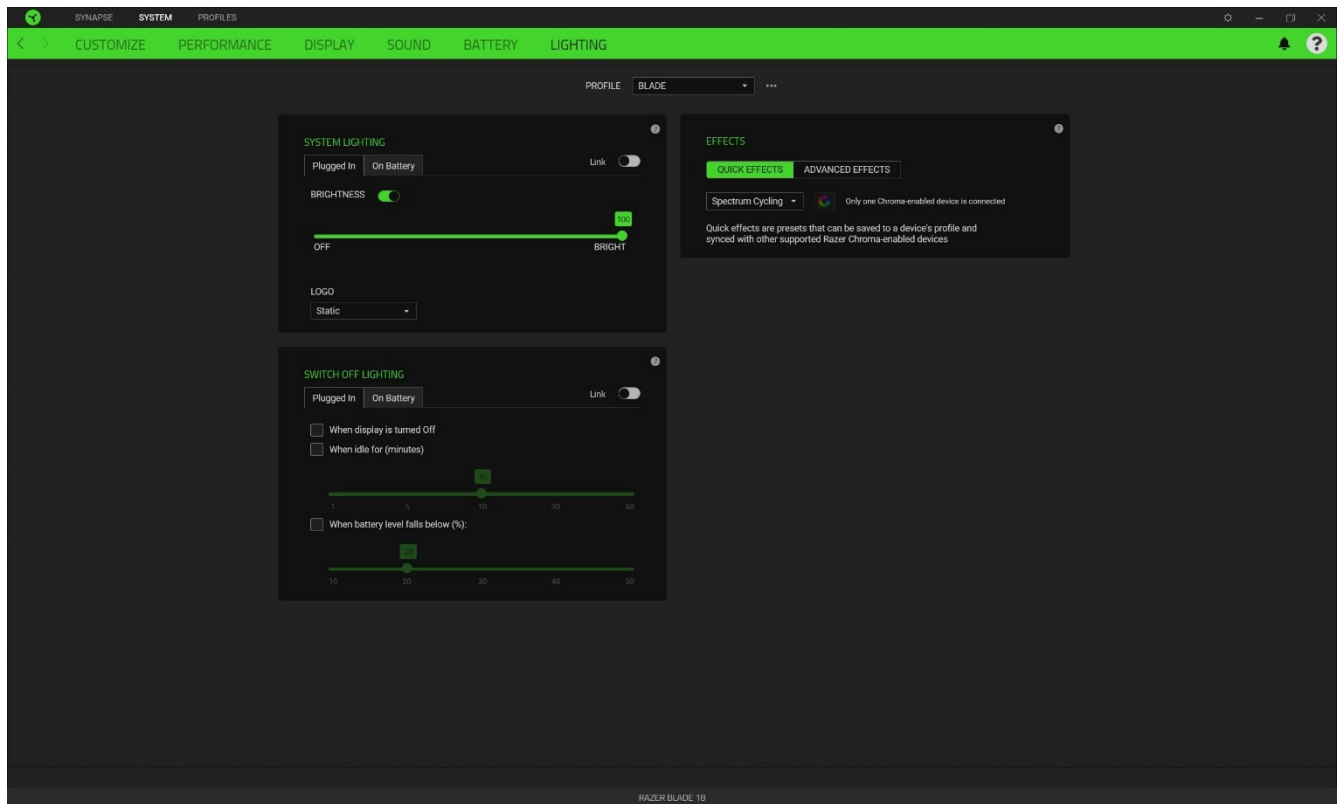 SYNAPSE SYSTEM PROFILES
CUSTOMIZE PERFORMANCE DISPLAY SOUND BATTERY LIGHTING
?
PROFILE BLADE
?
SYSTEM LIGHTING
Plugged In On Battery Link
BRIGHTNESS
100
OFF BRIGHT
LOGO
Static
?
EFFECTS
QUICK EFFECTS ADVANCED EFFECTS
Spectrum Cycling Only one Chroma-enabled device is connected
Quick effects are presets that can be saved to a device's profile and
synced with other supported Razer Chroma-enabled devices
?
SWITCH OFF LIGHTING
Plugged In On Battery Link
When display is turned Off
When idle for (minutes)
10
1 5 10 30 60
When battery level falls below (%):
20
10 20 30 40 50
RAZER BLADE 18